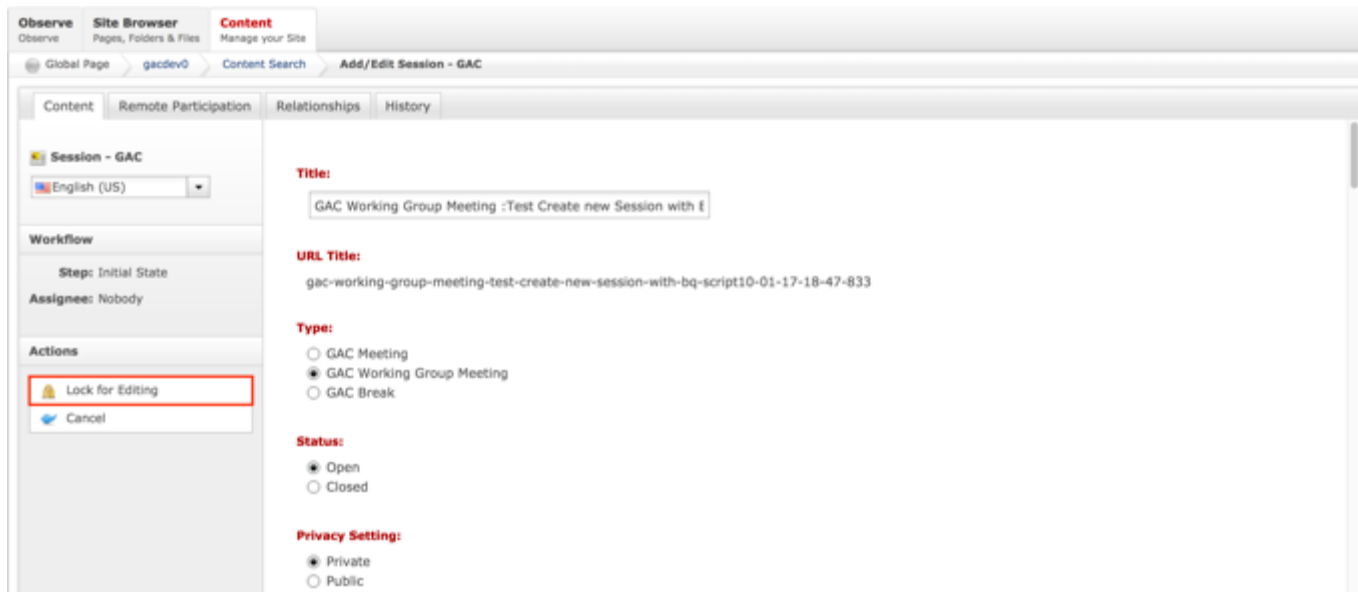 Observe Site Browser Content
Observe Pages, Folders & Files Manage your Site
Global Page gacdev0 Content Search Add/Edit Session - GAC
Content Remote Participation Relationships History
Session - GAC
English (US)
Workflow
Step: Initial State
Assignee: Nobody
Actions
Lock for Editing
Cancel
Title:
GAC Working Group Meeting :Test Create new Session with
URL Title:
gac-working-group-meeting-test-create-new-session-with-bq-script10-01-17-18-47-833
Type:
GAC Meeting
GAC Working Group Meeting
GAC Break
Status:
Open
Closed
Privacy Setting:
Private
Public